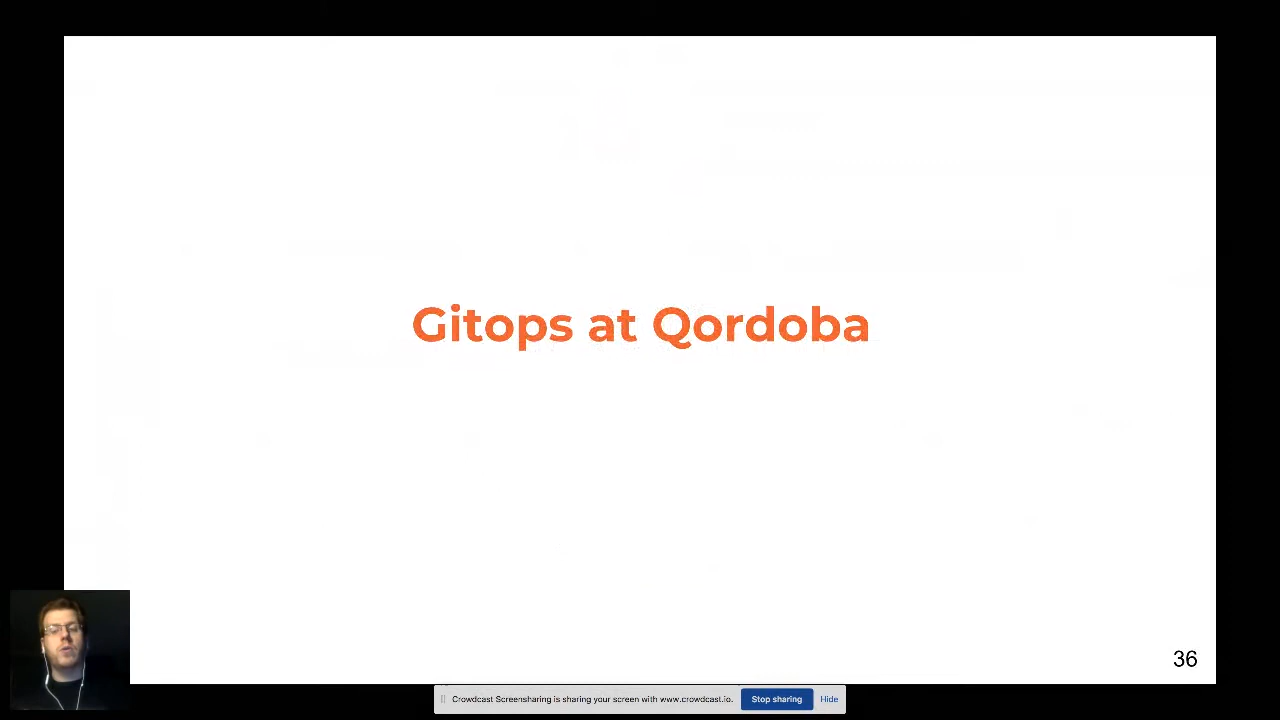 Gitops at Qordoba
36
Crowdcast Screensharing is sharing your screen with www.crowdcast.io.
Stop sharing
Hide